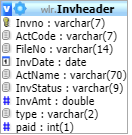 wlr.Invheader
Invno : varchar(7)
ActCode : varchar(7)
FileNo : varchar(14)
InvDate : date
ActName : varchar(70)
InvStatus : varchar(9)
# InvAmt : double
type : varchar(2)
# paid : int(1)